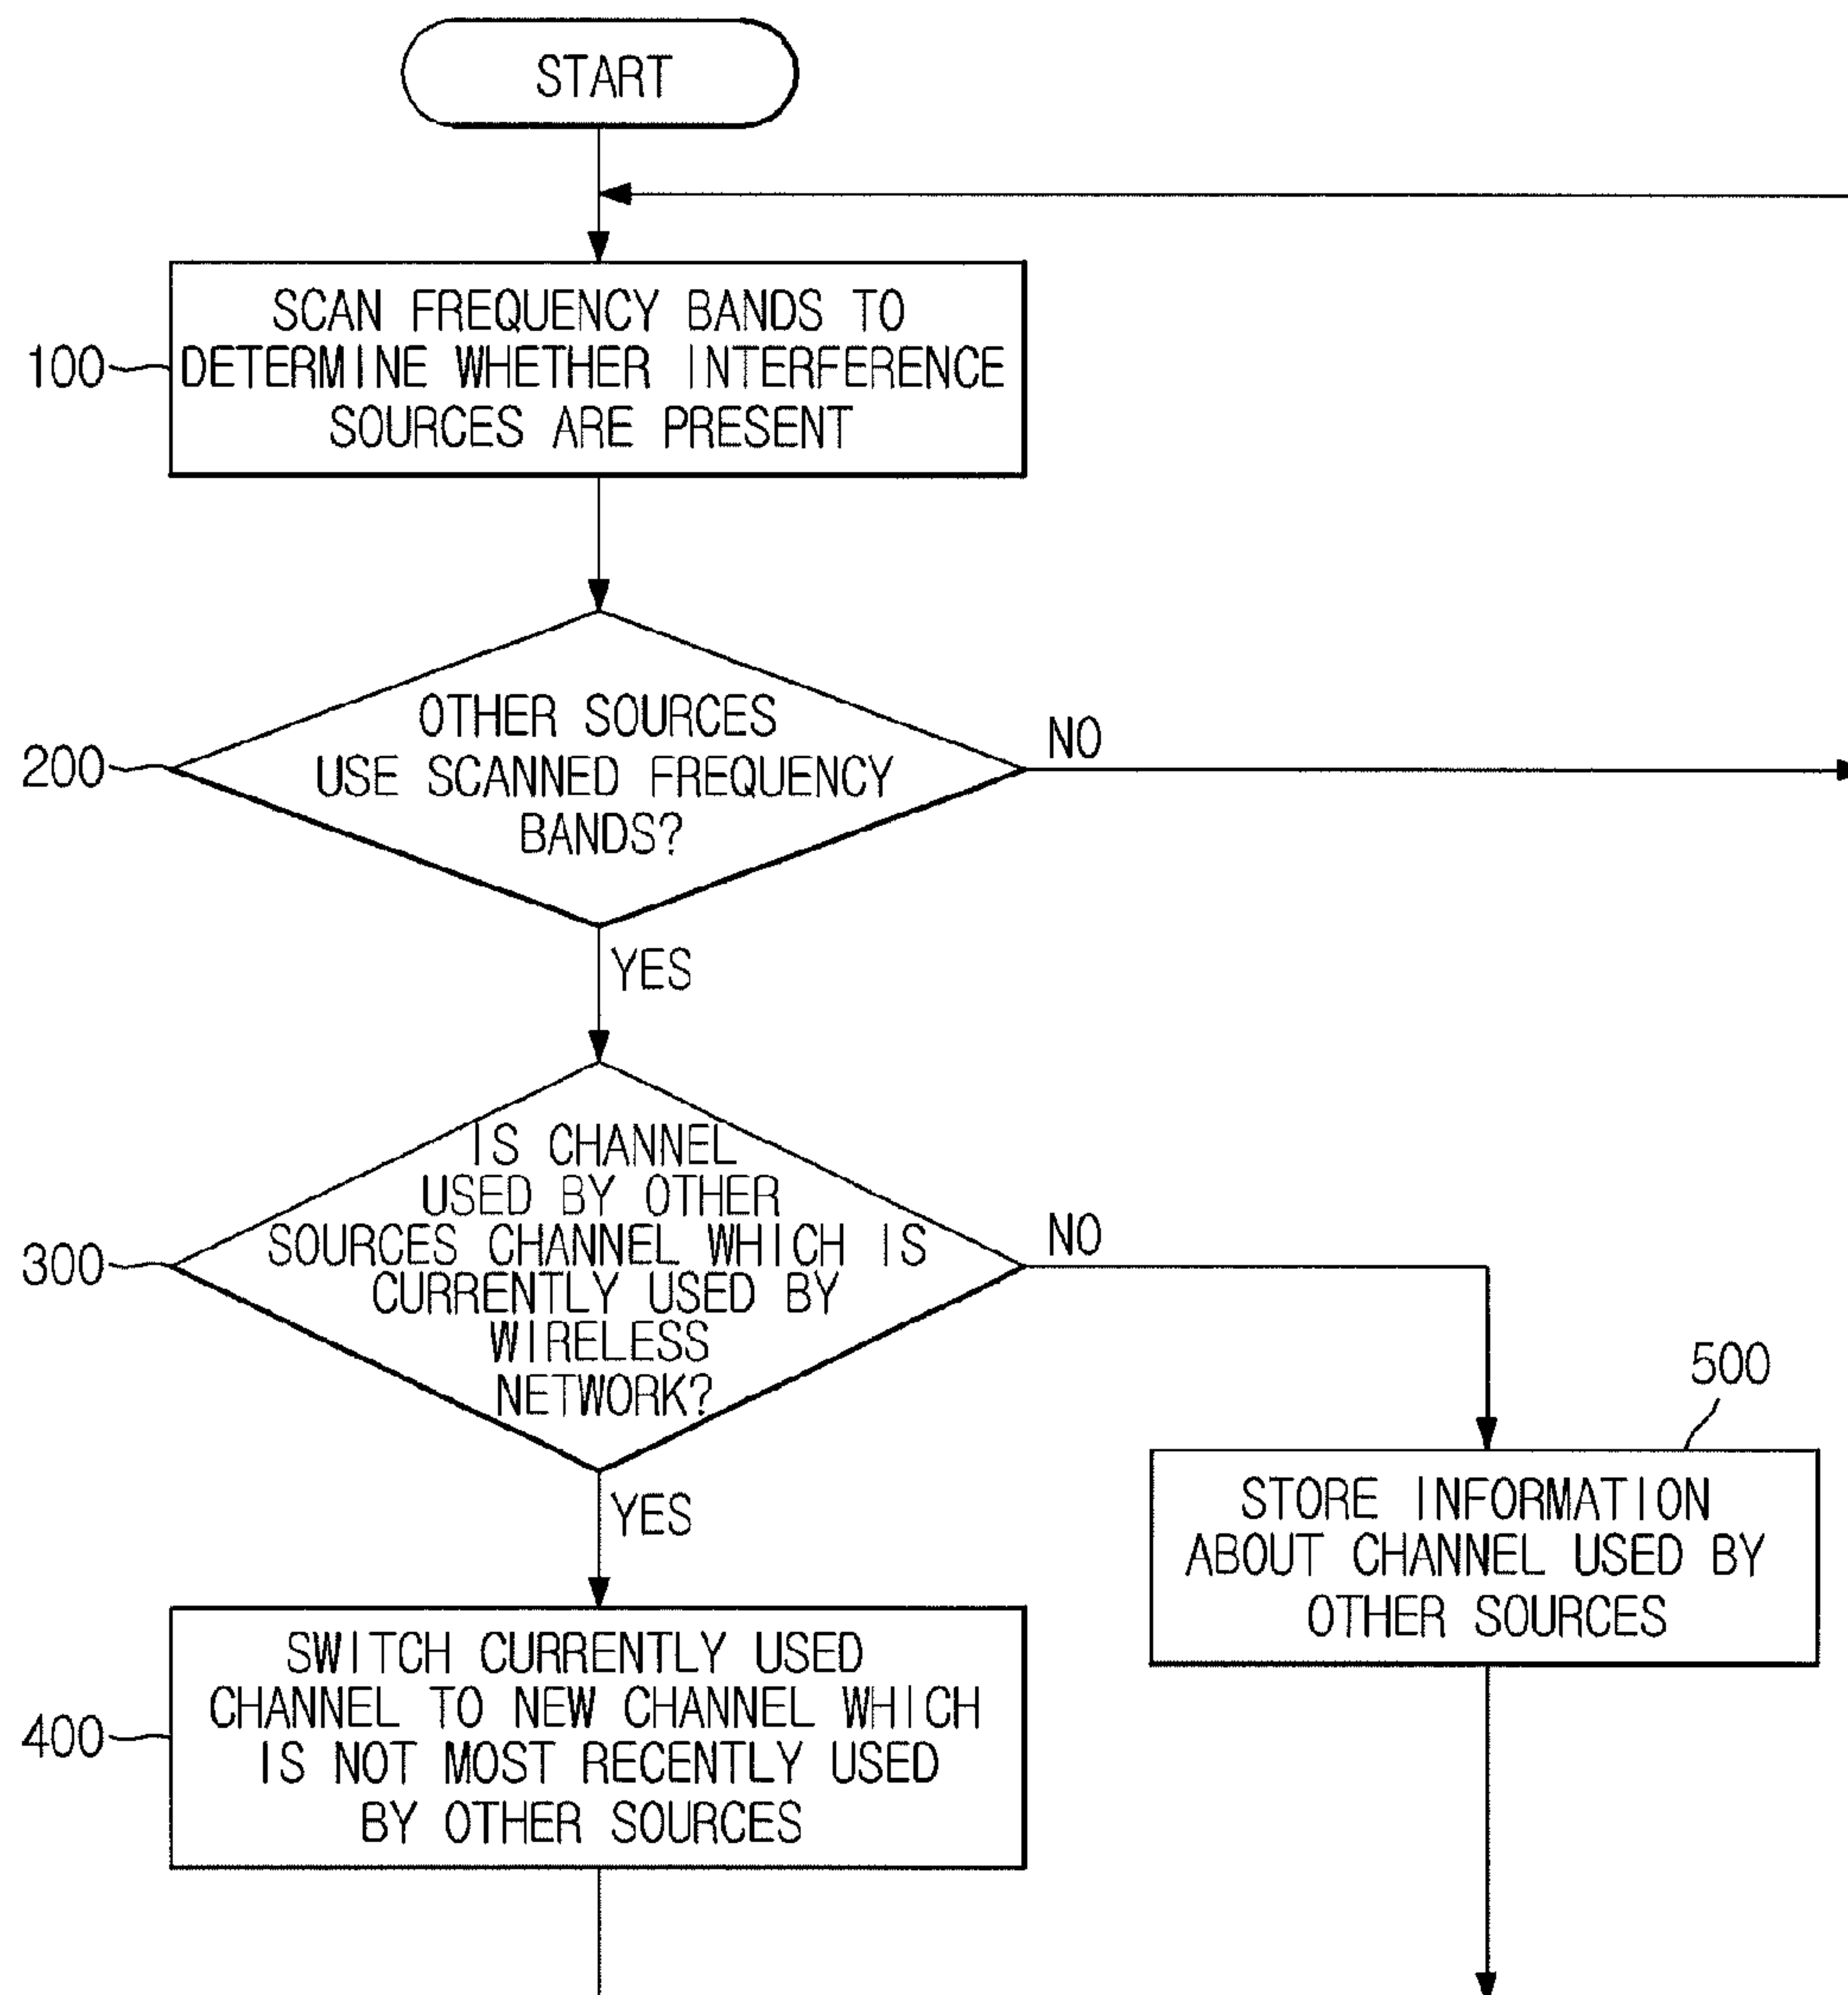 START
SCAN FREQUENCY BANDS TO
DETERMINE WHETHER INTERFERENCE
SOURCES ARE PRESENT
100
OTHER SOURCES
USE SCANNED FREQUENCY
BANDS?
200
NO
YES
IS CHANNEL
USED BY OTHER
SOURCES CHANNEL WHICH IS
CURRENTLY USED BY
WIRELESS
NETWORK?
300
NO
YES
500
STORE INFORMATION
ABOUT CHANNEL USED BY
OTHER SOURCES
SWITCH CURRENTLY USED
CHANNEL TO NEW CHANNEL WHICH
IS NOT MOST RECENTLY USED
BY OTHER SOURCES
400